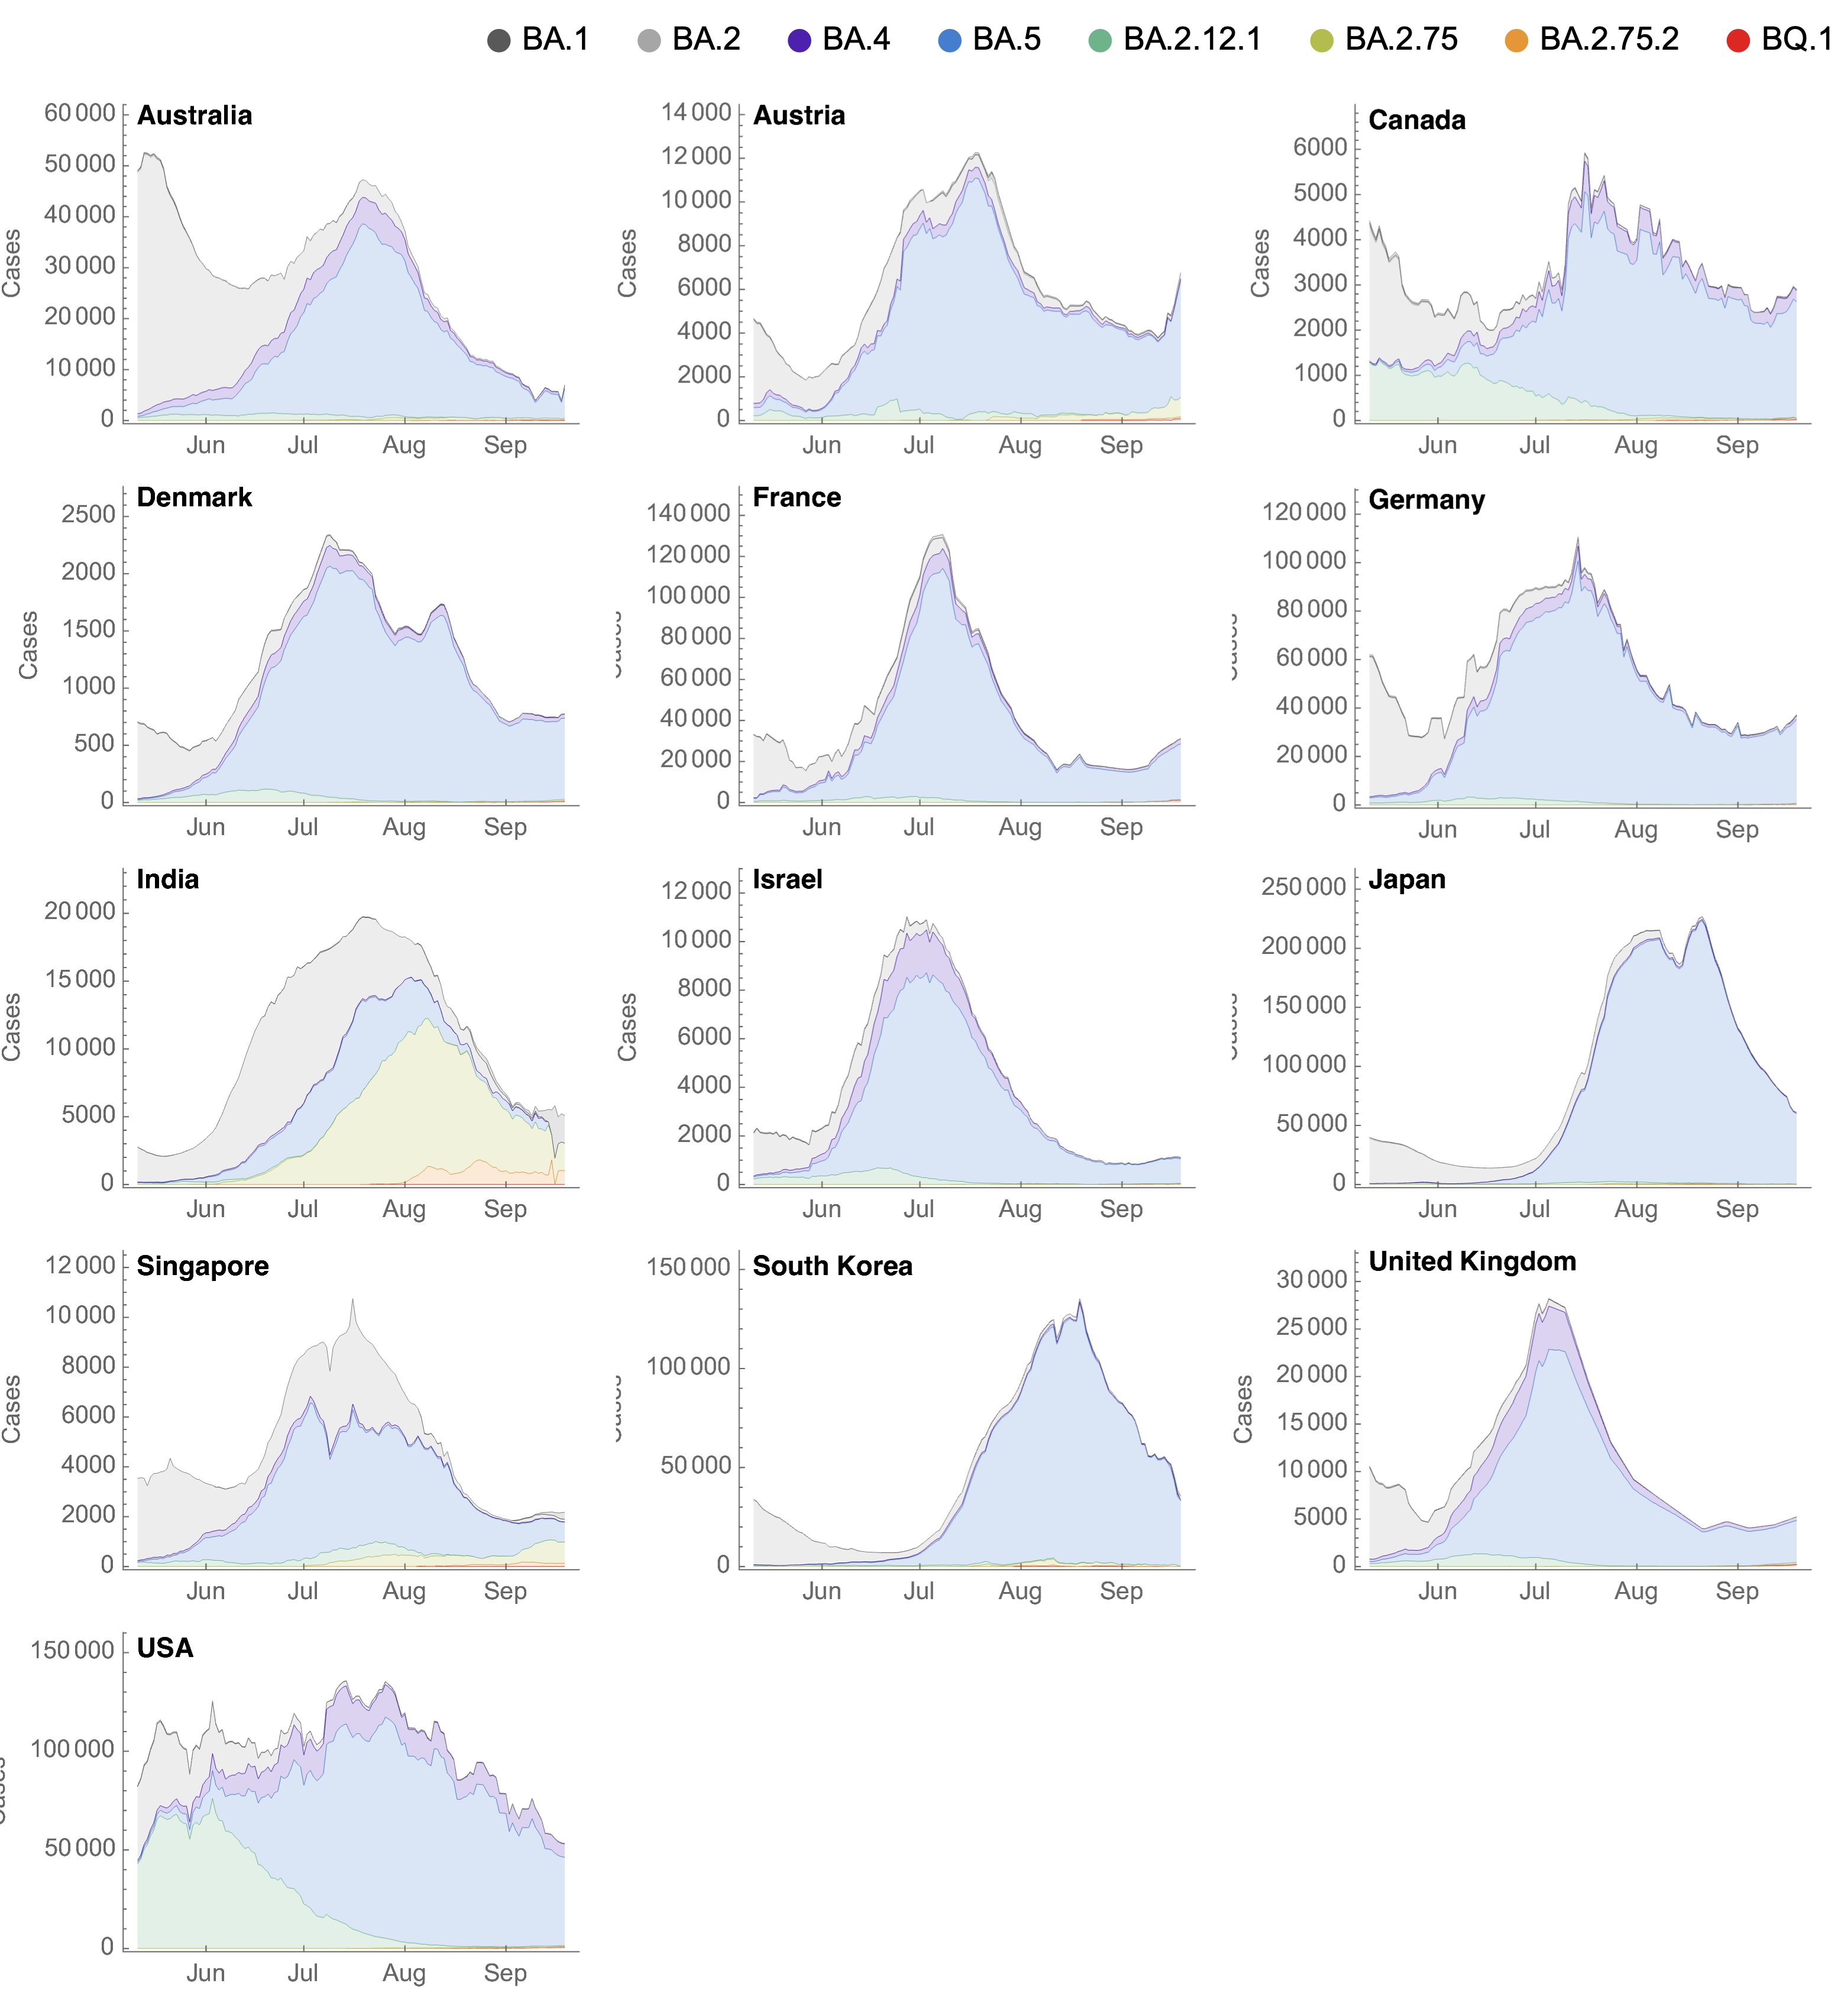 BA.1 BA.2 BA.4 BA.5 BA.2.12.1 BA.2.75 BA.2.75.2 BQ.1
Australia
60 000
50 000
40 000
30 000
20 000
10 000
0
Cases
Jun Jul Aug Sep
Austria
14 000
12 000
10 000
8000
6000
4000
2000
0
Cases
Jun Jul Aug Sep
Canada
6000
5000
4000
3000
2000
1000
0
Cases
Jun Jul Aug Sep
Denmark
2500
2000
1500
1000
500
0
Cases
Jun Jul Aug Sep
France
140 000
120 000
100 000
80 000
60 000
40 000
20 000
0
Cases
Jun Jul Aug Sep
Germany
120 000
100 000
80 000
60 000
40 000
20 000
0
Cases
Jun Jul Aug Sep
India
20 000
15 000
10 000
5000
0
Cases
Jun Jul Aug Sep
Israel
12 000
10 000
8000
6000
4000
2000
0
Cases
Jun Jul Aug Sep
Japan
250 000
200 000
150 000
100 000
50 000
0
Cases
Jun Jul Aug Sep
Singapore
12 000
10 000
8000
6000
4000
2000
0
Cases
Jun Jul Aug Sep
South Korea
150 000
100 000
50 000
0
Cases
Jun Jul Aug Sep
United Kingdom
30 000
25 000
20 000
15 000
10 000
5000
0
Cases
Jun Jul Aug Sep
USA
150 000
100 000
50 000
0
Cases
Jun Jul Aug Sep